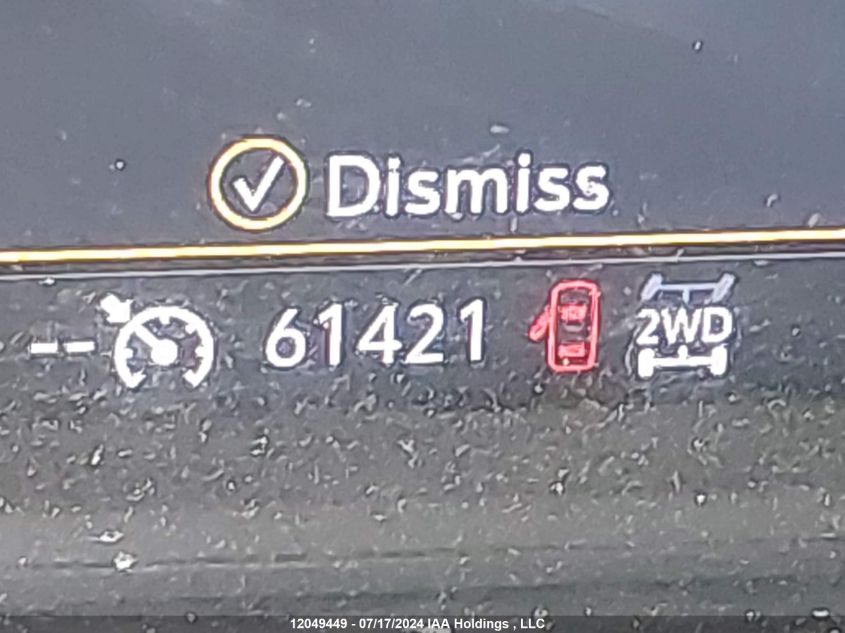 Dismiss
-- 61421 2WD
12049449 - 07/17/2024 IAA Holdings , LLC